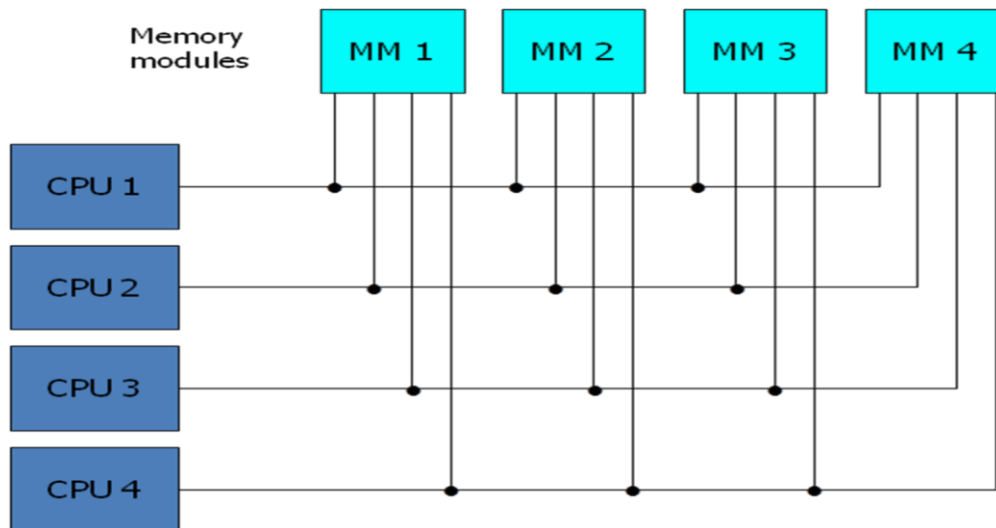 Memory
modules
MM 1
MM 2
MM 3
MM 4
CPU 1
CPU 2
CPU 3
CPU 4